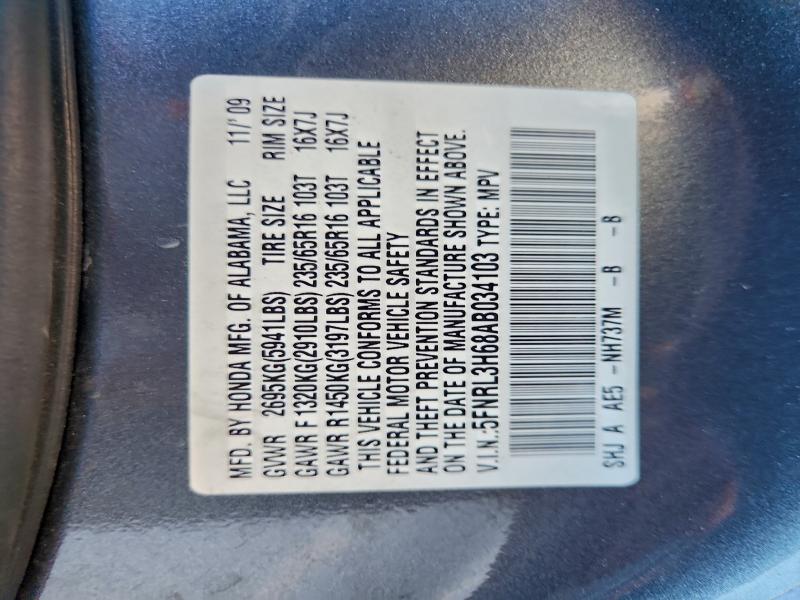 MFD. BY HONDA MFG. OF ALABAMA, LLC 11/'09
GVWR 2695KG(5941LBS) TIRE SIZE RIM SIZE
GAWR F 1320KG(2910LBS) 235/65R16 103T 16X7J
GAWR R1450KG(3197LBS) 235/65R16 103T 16X7J
THIS VEHICLE CONFORMS TO ALL APPLICABLE
FEDERAL MOTOR VEHICLE SAFETY
AND THEFT PREVENTION STANDARDS IN EFFECT
ON THE DATE OF MANUFACTURE SHOWN ABOVE.
V.I.N.:5FNRL3H68AB034103 TYPE: MPV
SHJ A AE5 -NH737M -B -B